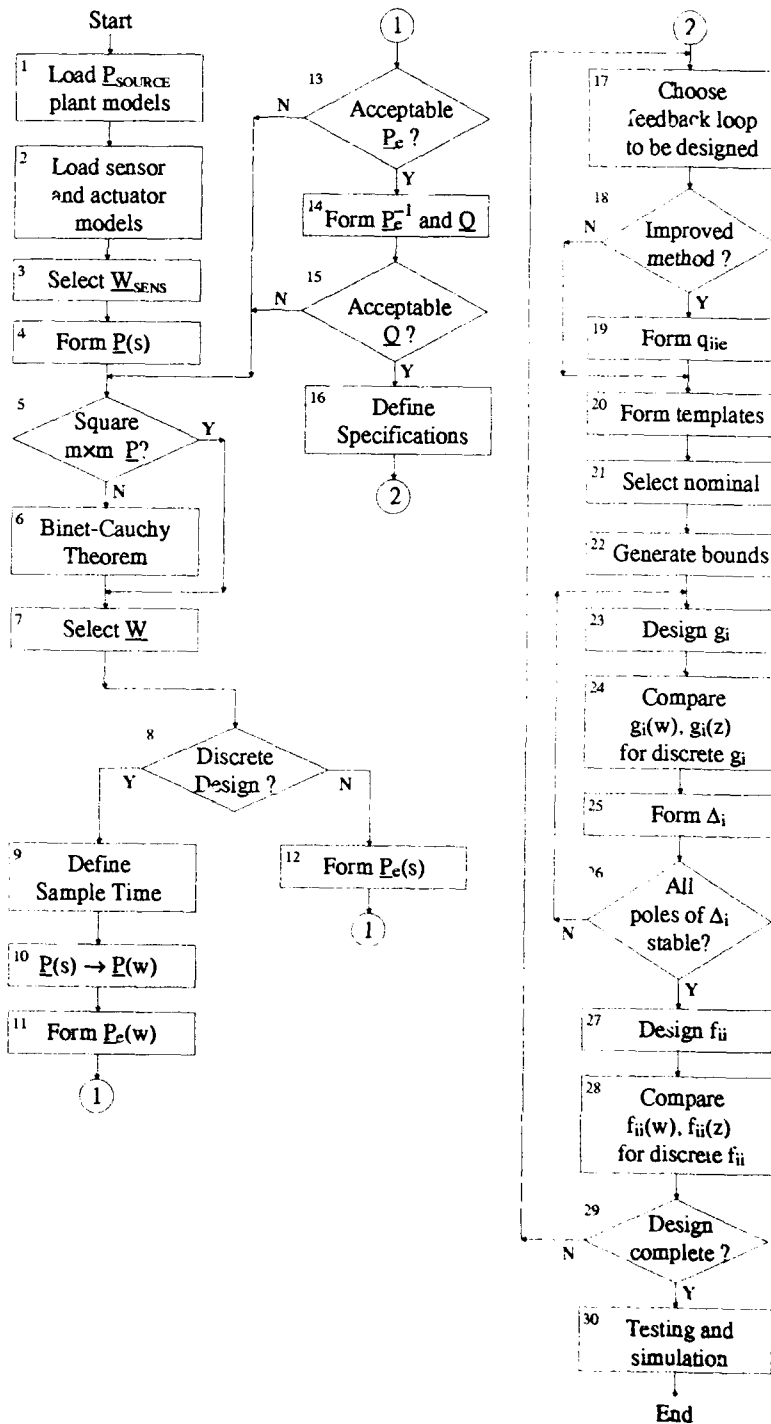 Start
1
Load P_SOURCE
plant models
2
Load sensor
and actuator
models
3
Select W_SENS
4
Form P(s)
5
Square
m×m P?
Y
N
6
Binet-Cauchy
Theorem
7
Select W
8
Discrete
Design ?
Y
N
9
Define
Sample Time
10
P(s) → P(w)
11
Form P_e(w)
1
12
Form P_e(s)
1
1
13
Acceptable
P_e ?
N
Y
14
Form P_e^-1 and Q
15
Acceptable
Q ?
N
Y
16
Define
Specifications
2
2
17
Choose
feedback loop
to be designed
18
Improved
method ?
N
Y
19
Form q_iie
20
Form templates
21
Select nominal
22
Generate bounds
23
Design g_i
24
Compare
g_i(w), g_i(z)
for discrete g_i
25
Form Δ_i
26
All
poles of Δ_i
stable?
N
Y
27
Design f_ii
28
Compare
f_ii(w), f_ii(z)
for discrete f_ii
29
Design
complete ?
N
Y
30
Testing and
simulation
End